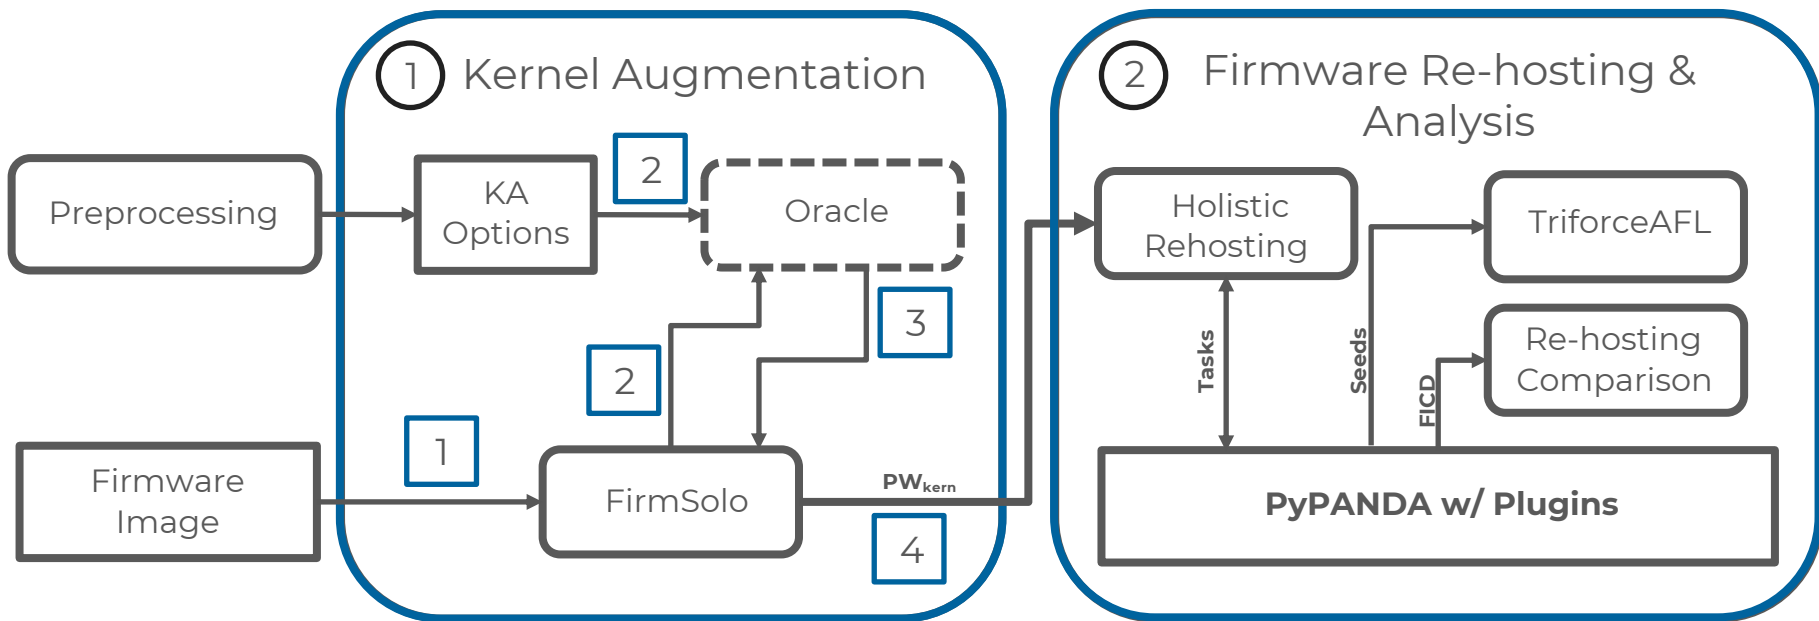 1 Kernel Augmentation
Preprocessing
KA
Options
2
Oracle
3
2
Firmware
Image
1
FirmSolo
PWkern
4
2 Firmware Re-hosting &
Analysis
Holistic
Rehosting
TriforceAFL
Tasks
Seeds
FICD
Re-hosting
Comparison
PyPANDA w/ Plugins